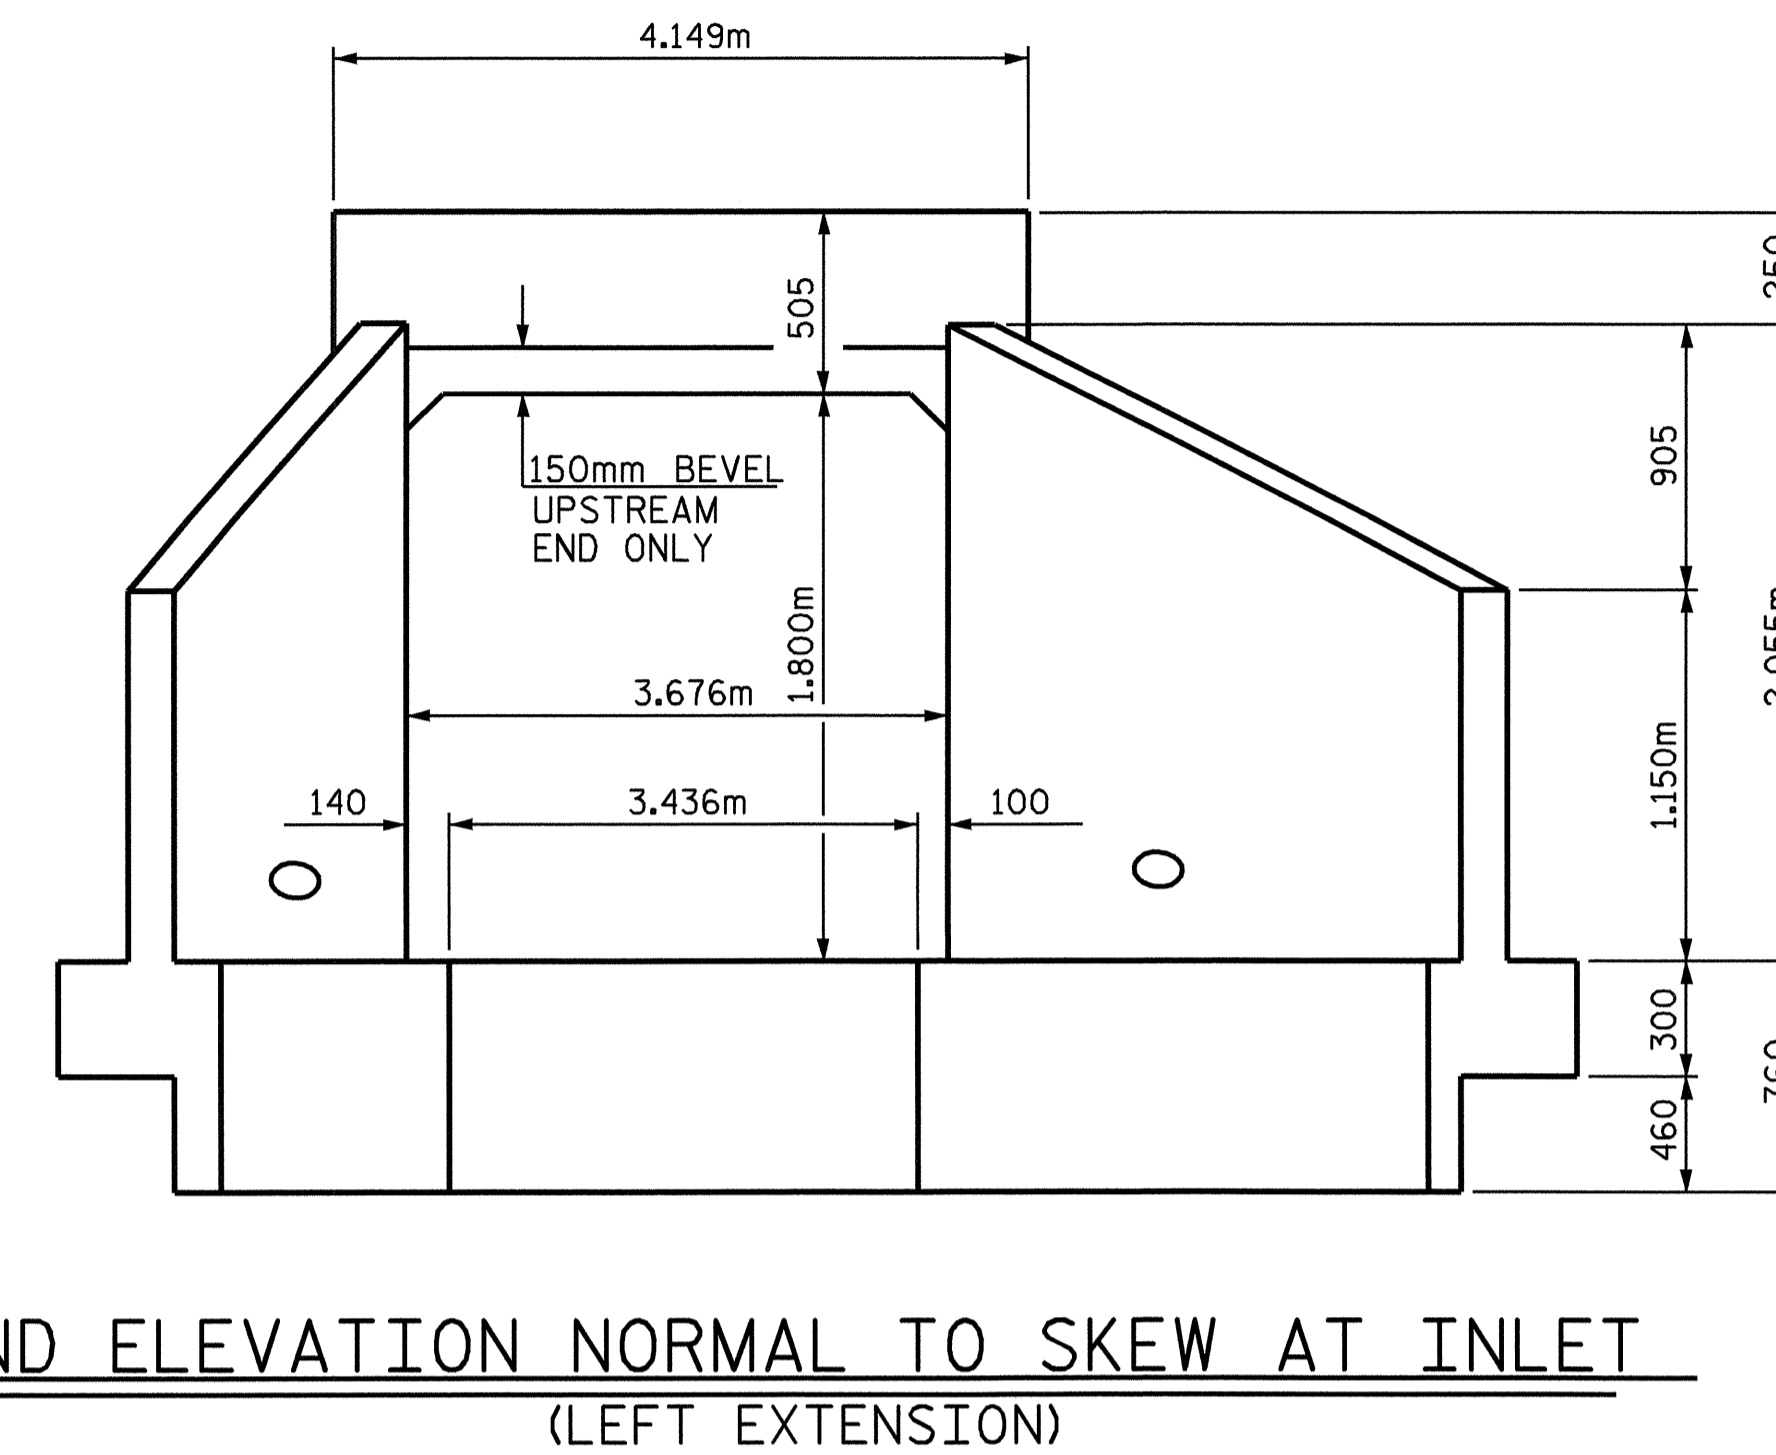 4.149m
505
905
150mm BEVEL
UPSTREAM
END ONLY
1.800m
3.676m
1.150m
140
3.436m
100
300
460
ELEVATION NORMAL TO SKEW AT INLET
(LEFT EXTENSION)